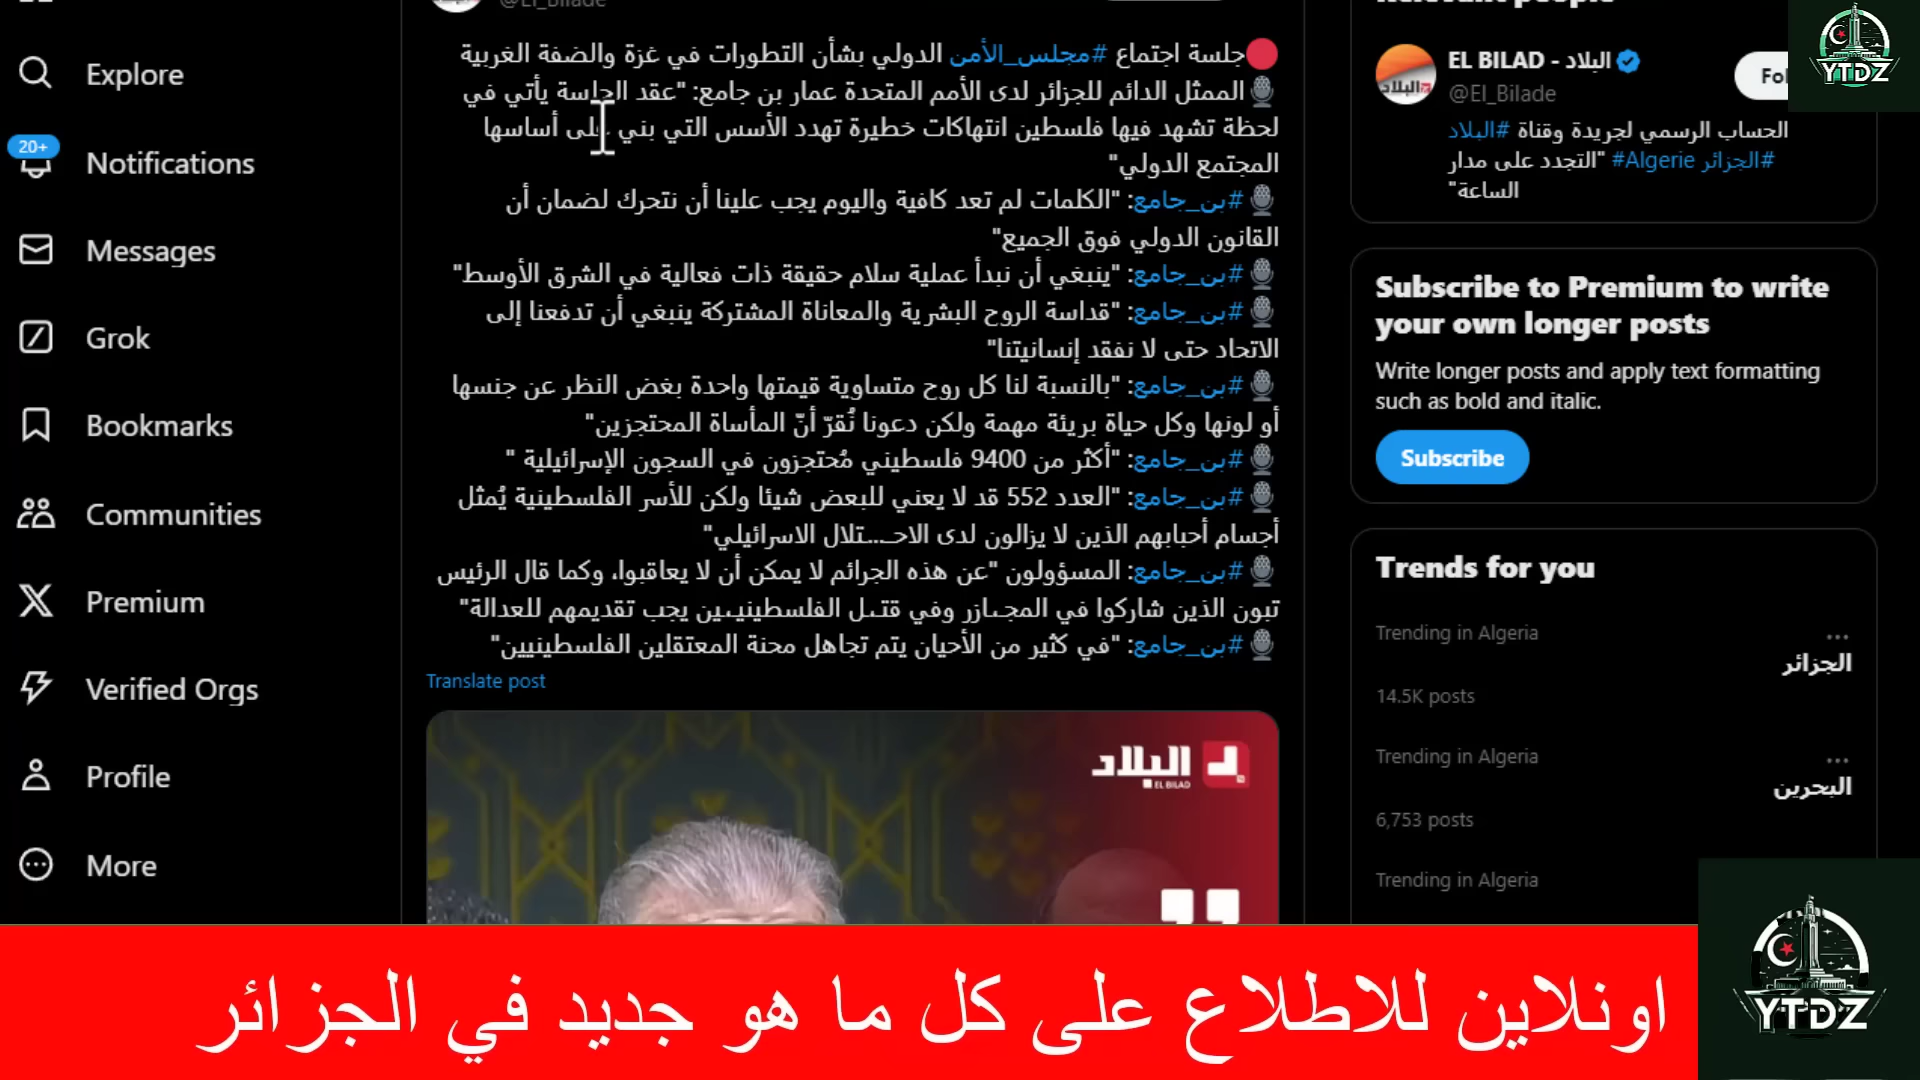 Explore
20+
Notifications
Messages
Grok
Bookmarks
Communities
Premium
Verified Orgs
Profile
More
@El_Bilade
جلسة اجتماع #مجلس_الأمن الدولي بشأن التطورات في غزة والضفة الغربية
الممثل الدائم للجزائر لدى الأمم المتحدة عمار بن جامع: "عقد الجلسة يأتي في
لحظة تشهد فيها فلسطين انتهاكات خطيرة تهدد الأسس التي بني على أساسها
المجتمع الدولي"
#بن_جامع: "الكلمات لم تعد كافية واليوم يجب علينا أن نتحرك لضمان أن
القانون الدولي فوق الجميع"
#بن_جامع: "ينبغي أن نبدأ عملية سلام حقيقة ذات فعالية في الشرق الأوسط"
#بن_جامع: "قداسة الروح البشرية والمعاناة المشتركة ينبغي أن تدفعنا إلى
الاتحاد حتى لا نفقد إنسانيتنا"
#بن_جامع: "بالنسبة لنا كل روح متساوية قيمتها واحدة بغض النظر عن جنسها
أو لونها وكل حياة بريئة مهمة ولكن دعونا نُقرّ أنّ المأساة المحتجزين"
#بن_جامع: "أكثر من 9400 فلسطيني مُحتجزون في السجون الإسرائيلية "
#بن_جامع: "العدد 552 قد لا يعني للبعض شيئا ولكن للأسر الفلسطينية يُمثل
أجسام أحبابهم الذين لا يزالون لدى الاحـ...ـتلال الاسرائيلي"
#بن_جامع: المسؤولون "عن هذه الجرائم لا يمكن أن لا يعاقبوا، وكما قال الرئيس
تبون الذين شاركوا في المجـازر وفي قتـل الفلسطينيـين يجب تقديمهم للعدالة"
#بن_جامع: "في كثير من الأحيان يتم تجاهل محنة المعتقلين الفلسطينيين"
Translate post
البلاد
EL BILAD
Relevant people
EL BILAD - البلاد
@El_Bilade
الحساب الرسمي لجريدة وقناة #البلاد
#الجزائر Algerie# "التجدد على مدار
الساعة"
Subscribe to Premium to write
your own longer posts
Write longer posts and apply text formatting
such as bold and italic.
Subscribe
Trends for you
Trending in Algeria
الجزائر
14.5K posts
Trending in Algeria
البحرين
6,753 posts
Trending in Algeria
YTDZ
اونلاين للاطلاع على كل ما هو جديد في الجزائر
YTDZ